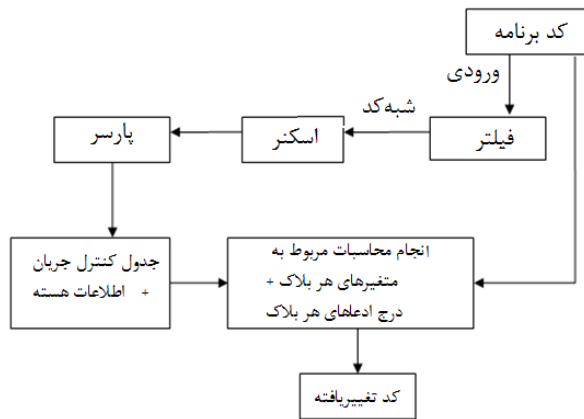 کد برنامه
ورودی
فیلتر
شبه‌کد
اسکنر
پارسر
جدول کنترل جریان
+ اطلاعات هسته
انجام محاسبات مربوط به
متغیرهای هر بلاک +
درج ادعاهای هر بلاک
کد تغییریافته